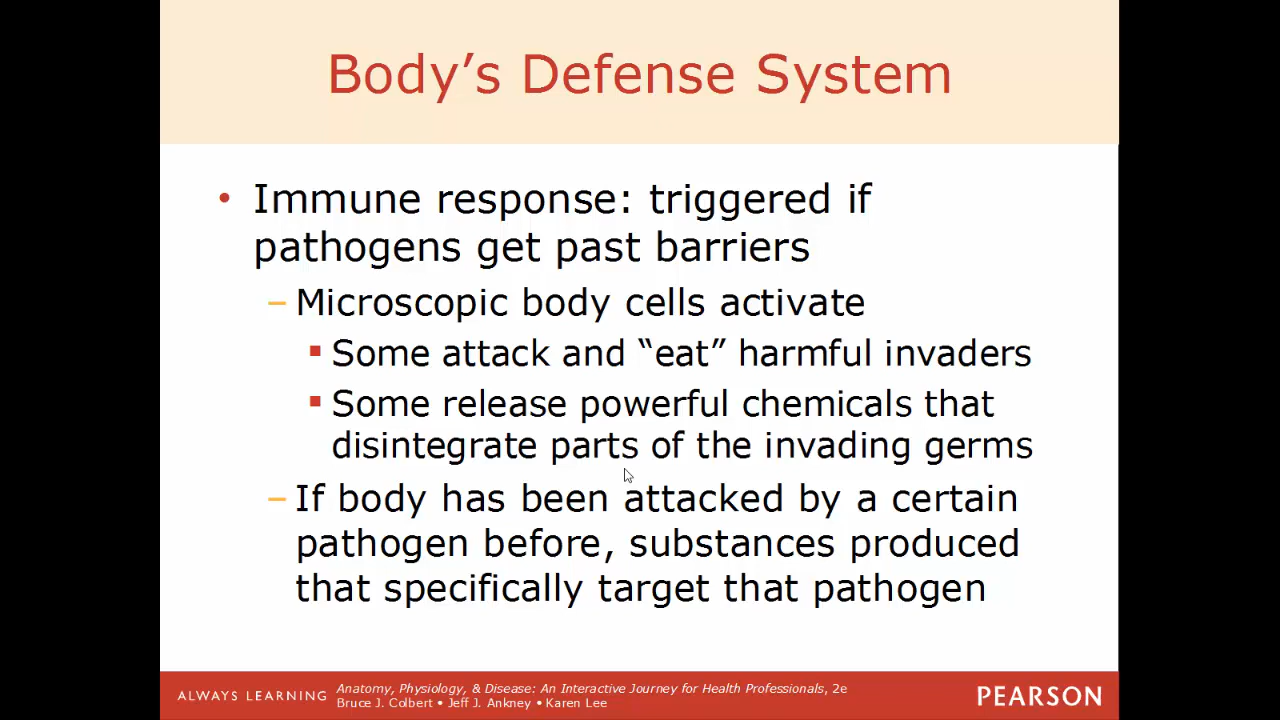 Body’s Defense System
• Immune response: triggered if
pathogens get past barriers
– Microscopic body cells activate
▪ Some attack and “eat” harmful invaders
▪ Some release powerful chemicals that
disintegrate parts of the invading germs
– If body has been attacked by a certain
pathogen before, substances produced
that specifically target that pathogen
ALWAYS LEARNING
Anatomy, Physiology, & Disease: An Interactive Journey for Health Professionals, 2e
Bruce J. Colbert • Jeff J. Ankney • Karen Lee
PEARSON